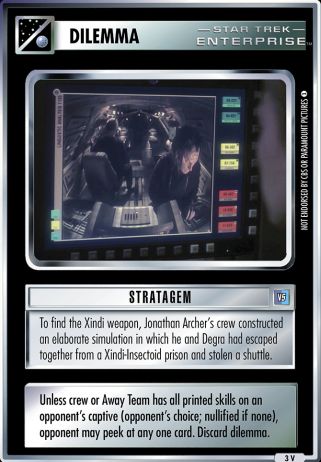 DILEMMA
STAR TREK
ENTERPRISE™
NOT ENDORSED BY CBS OR PARAMOUNT PICTURES
STRATAGEM
To find the Xindi weapon, Jonathan Archer's crew constructed
an elaborate simulation in which he and Degra had escaped
together from a Xindi-Insectoid prison and stolen a shuttle.
Unless crew or Away Team has all printed skills on an
opponent's captive (opponent's choice; nullified if none),
opponent may peek at any one card. Discard dilemma.
3 V